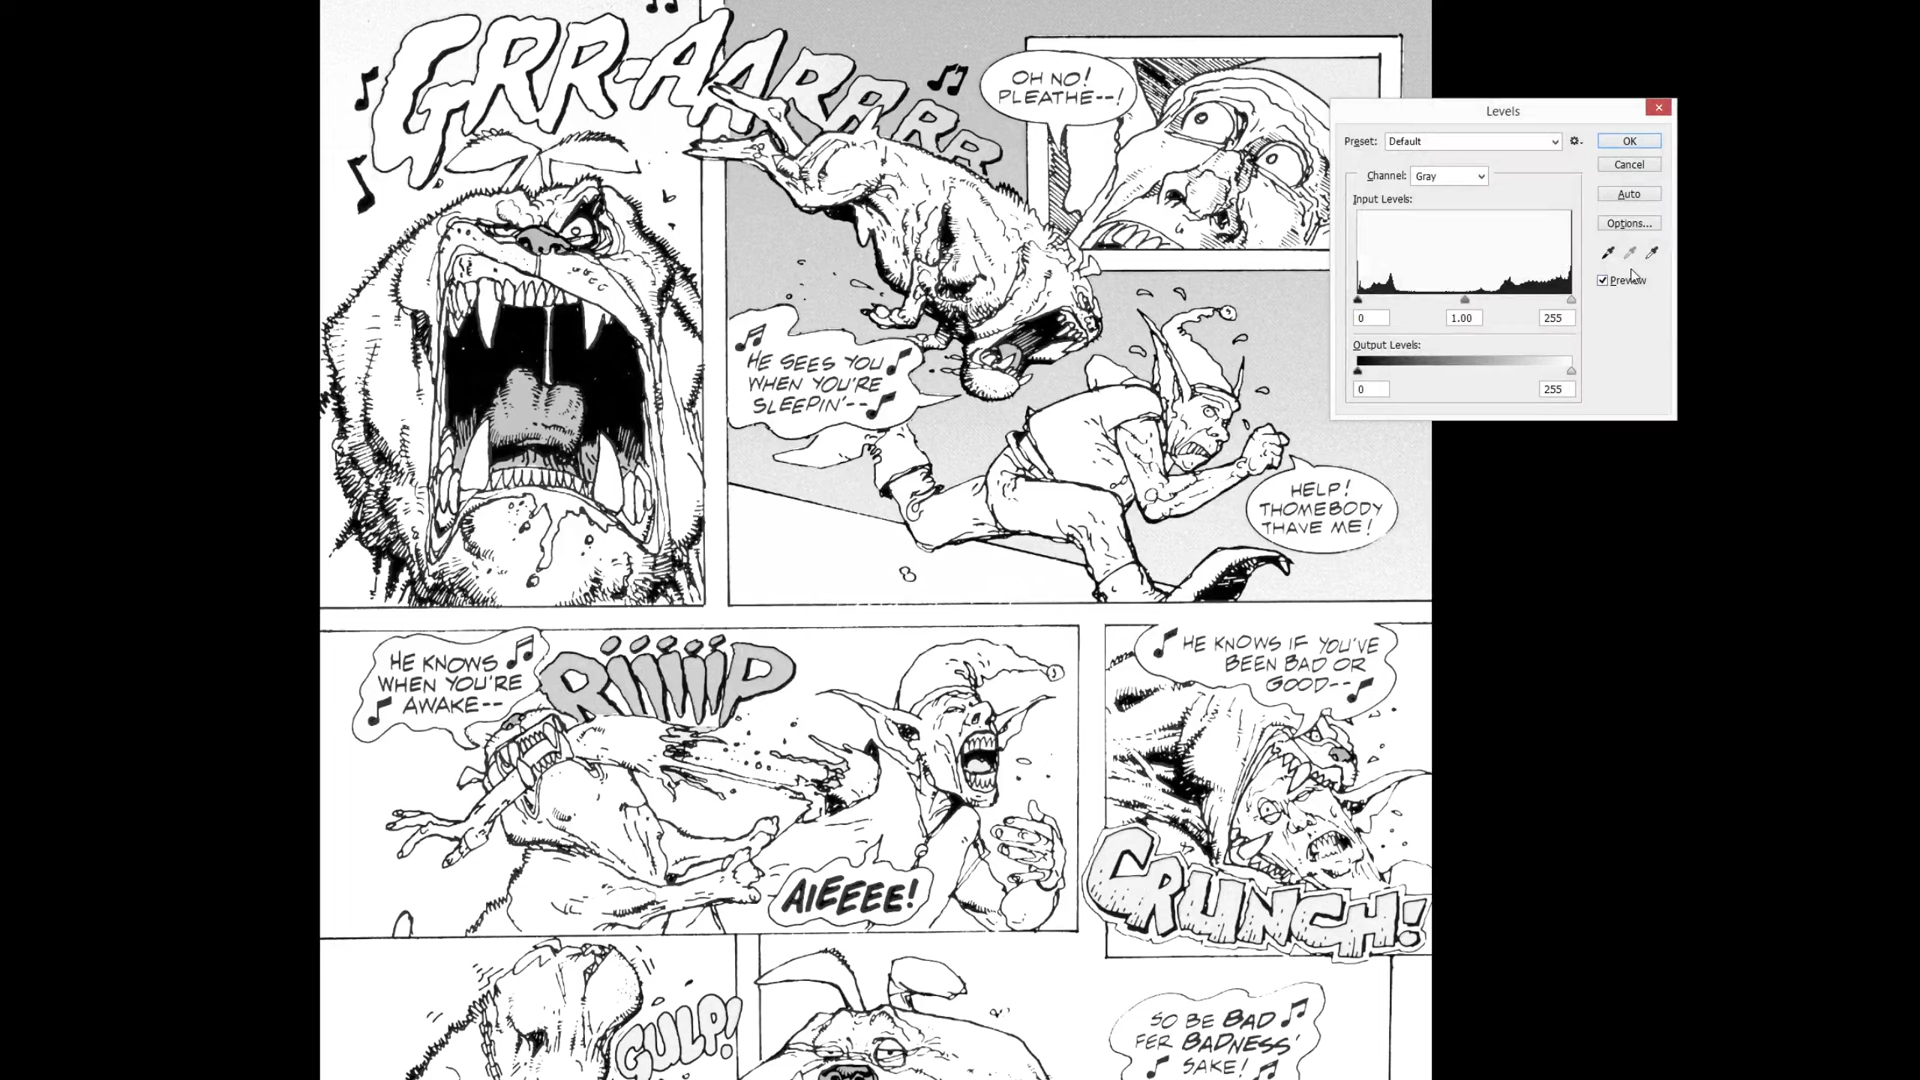 GRR-AARRRR
OH NO!
PLEATHE--!
HE SEES YOU
WHEN YOU'RE
SLEEPIN'--
HELP!
THOMEBODY
THAVE ME!
HE KNOWS
WHEN YOU'RE
AWAKE--
RIIIIIP
AIEEEE!
HE KNOWS IF YOU'VE
BEEN BAD OR
GOOD--
CRUNCH!
GULP!
SO BE BAD
FER BADNESS'
SAKE!
Levels
Preset: Default
OK
Cancel
Channel: Gray
Auto
Input Levels:
Options...
Preview
0 1.00 255
Output Levels:
0 255